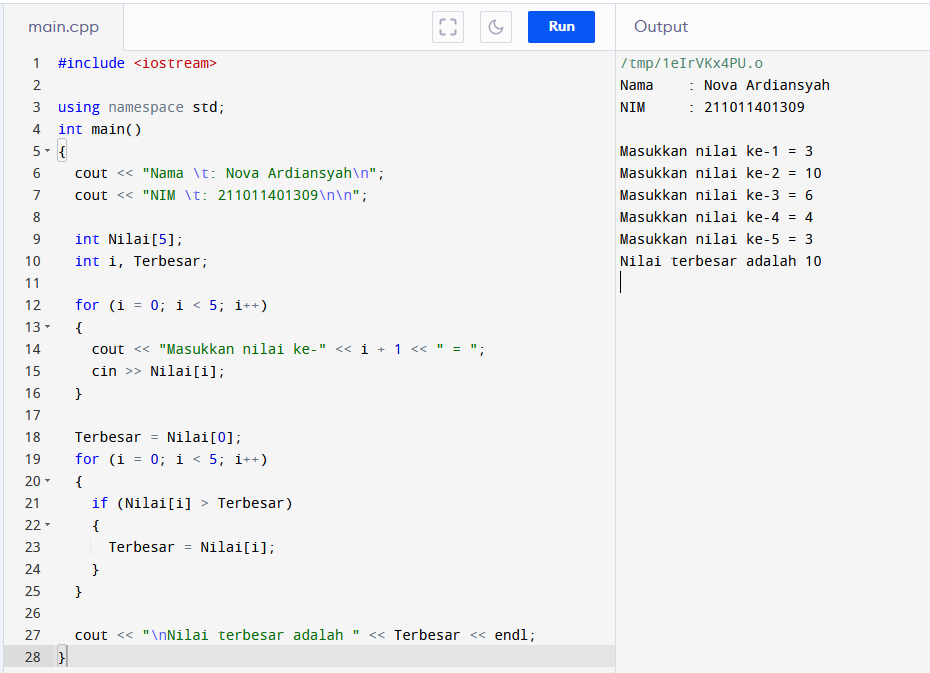 main.cpp
Run
Output
1 #include <iostream>
2
3 using namespace std;
4 int main()
5 {
6   cout << "Nama \t: Nova Ardiansyah\n";
7   cout << "NIM \t: 211011401309\n\n";
8
9   int Nilai[5];
10   int i, Terbesar;
11
12   for (i = 0; i < 5; i++)
13   {
14     cout << "Masukkan nilai ke-" << i + 1 << " = ";
15     cin >> Nilai[i];
16   }
17
18   Terbesar = Nilai[0];
19   for (i = 0; i < 5; i++)
20   {
21     if (Nilai[i] > Terbesar)
22     {
23       Terbesar = Nilai[i];
24     }
25   }
26
27   cout << "\nNilai terbesar adalah " << Terbesar << endl;
28 }
/tmp/1eIrVKx4PU.o
Nama    : Nova Ardiansyah
NIM     : 211011401309

Masukkan nilai ke-1 = 3
Masukkan nilai ke-2 = 10
Masukkan nilai ke-3 = 6
Masukkan nilai ke-4 = 4
Masukkan nilai ke-5 = 3
Nilai terbesar adalah 10